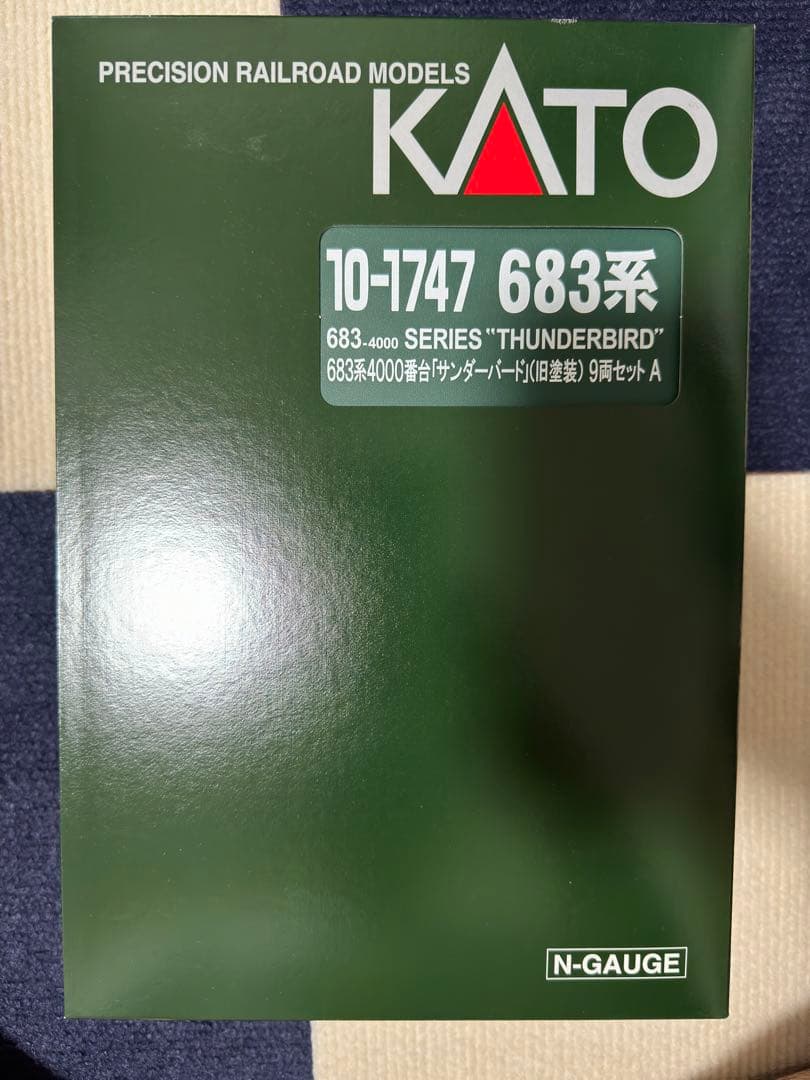 PRECISION RAILROAD MODELS
KATO
10-1747 683系
683-4000 SERIES "THUNDERBIRD"
683系4000番台「サンダーバード」(旧塗装) 9両セット A
N-GAUGE